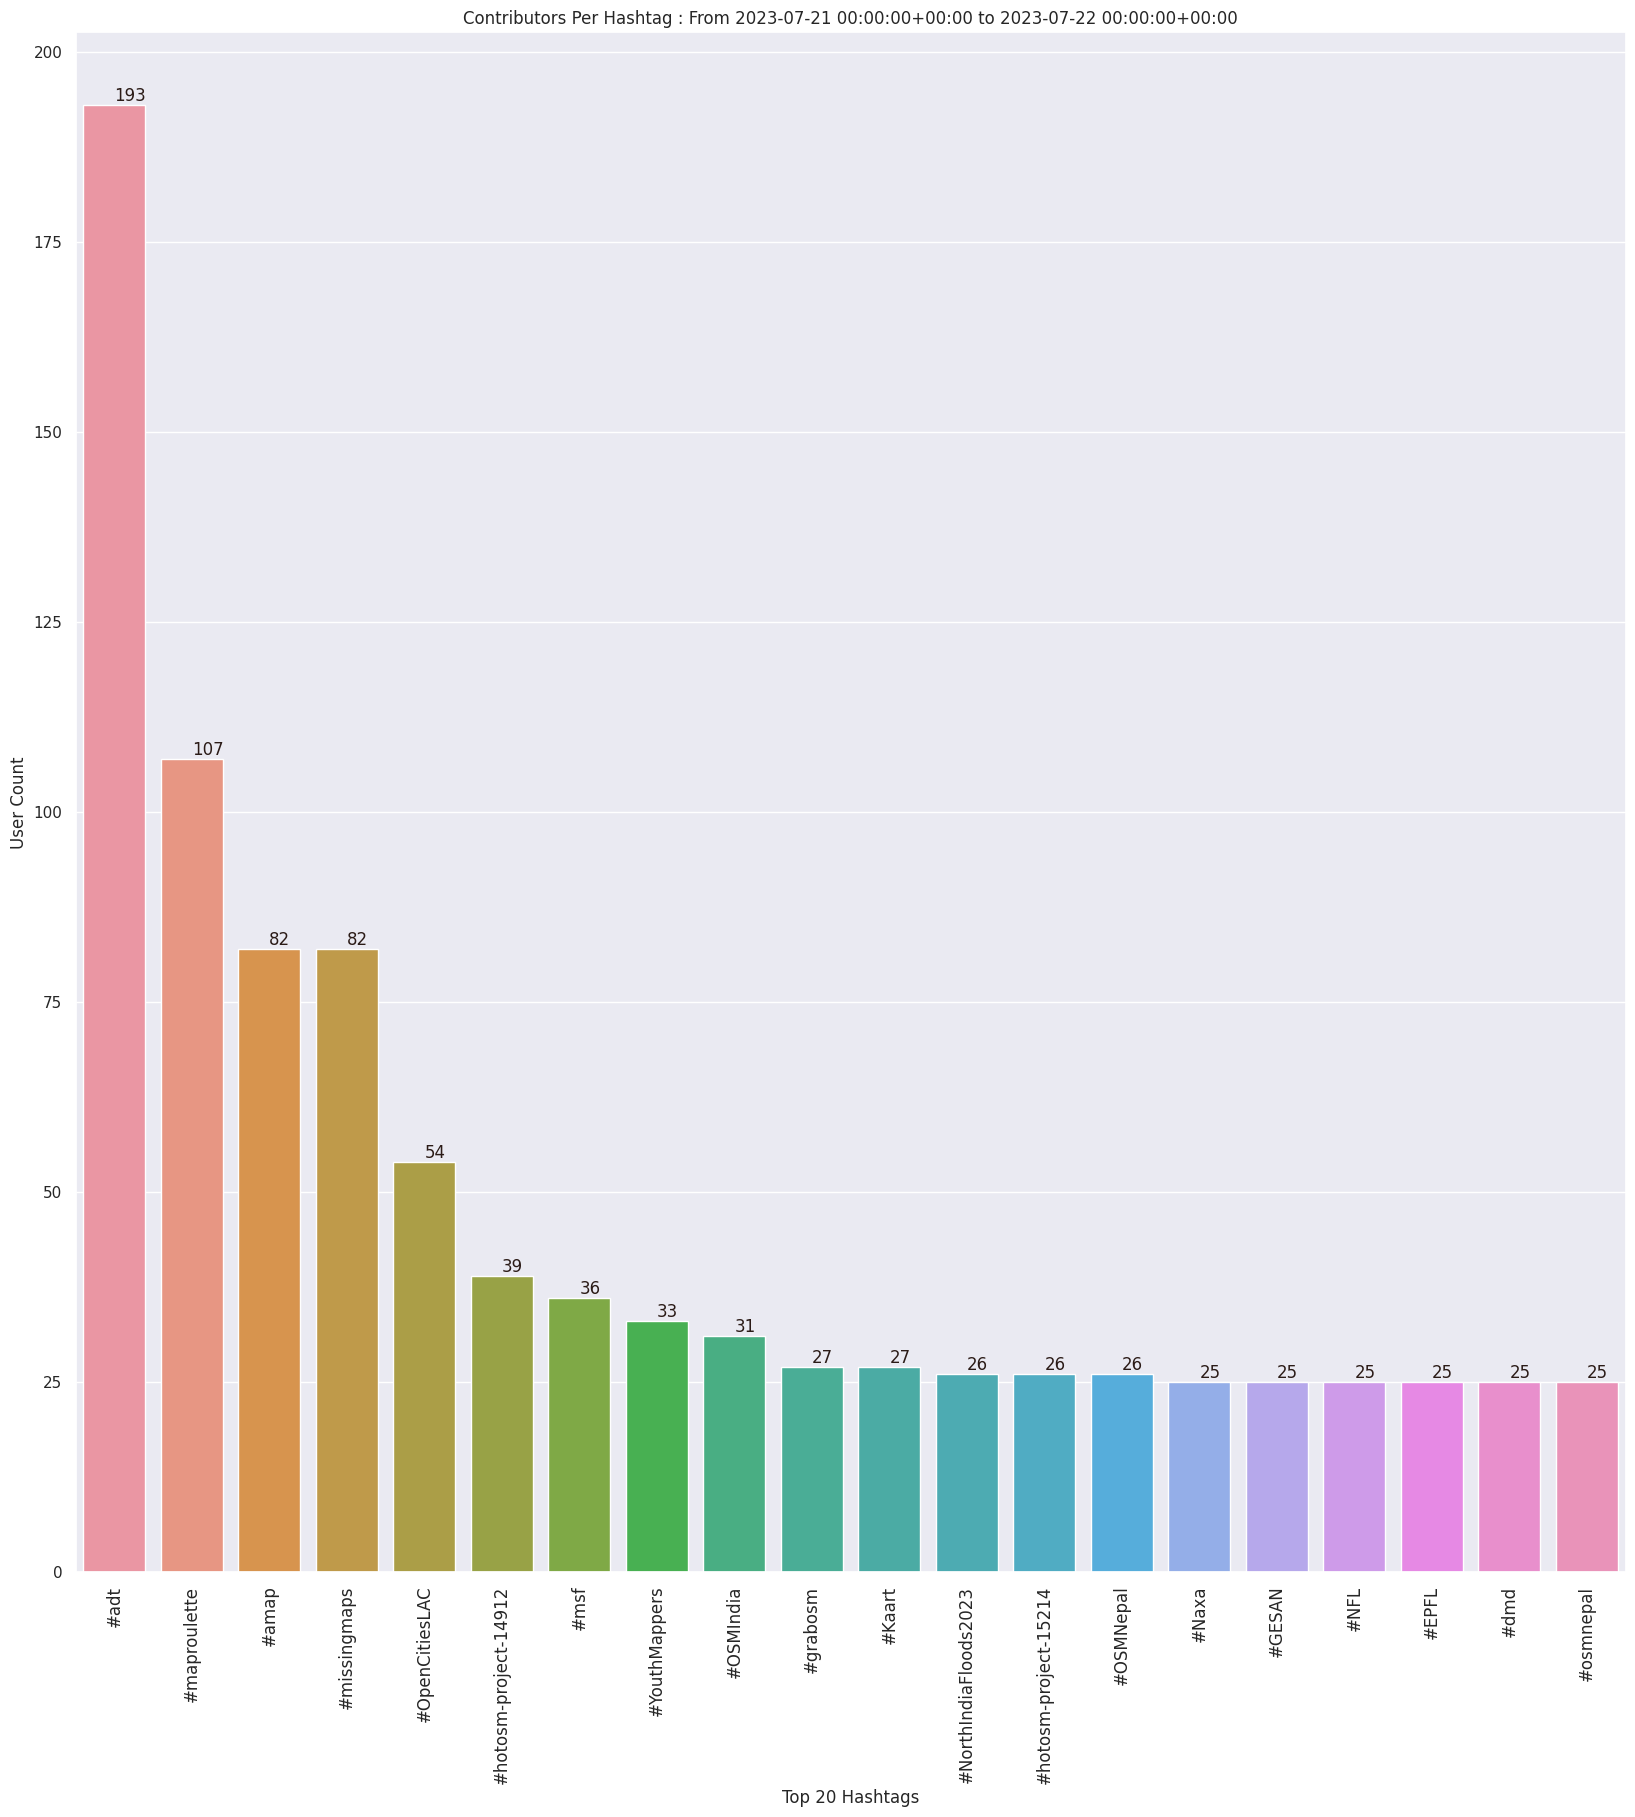 Contributors Per Hashtag : From 2023-07-21 00:00:00+00:00 to 2023-07-22 00:00:00+00:00
User Count
200
175
150
125
100
75
50
25
0
193
107
82
82
54
39
36
33
31
27
27
26
26
26
25
25
25
25
25
25
#adt
#maproulette
#amap
#missingmaps
#OpenCitiesLAC
#hotosm-project-14912
#msf
#YouthMappers
#OSMIndia
#grabosm
#Kaart
#NorthIndiaFloods2023
#hotosm-project-15214
#OSMNepal
#Naxa
#GESAN
#NFL
#EPFL
#dmd
#osmnepal
Top 20 Hashtags